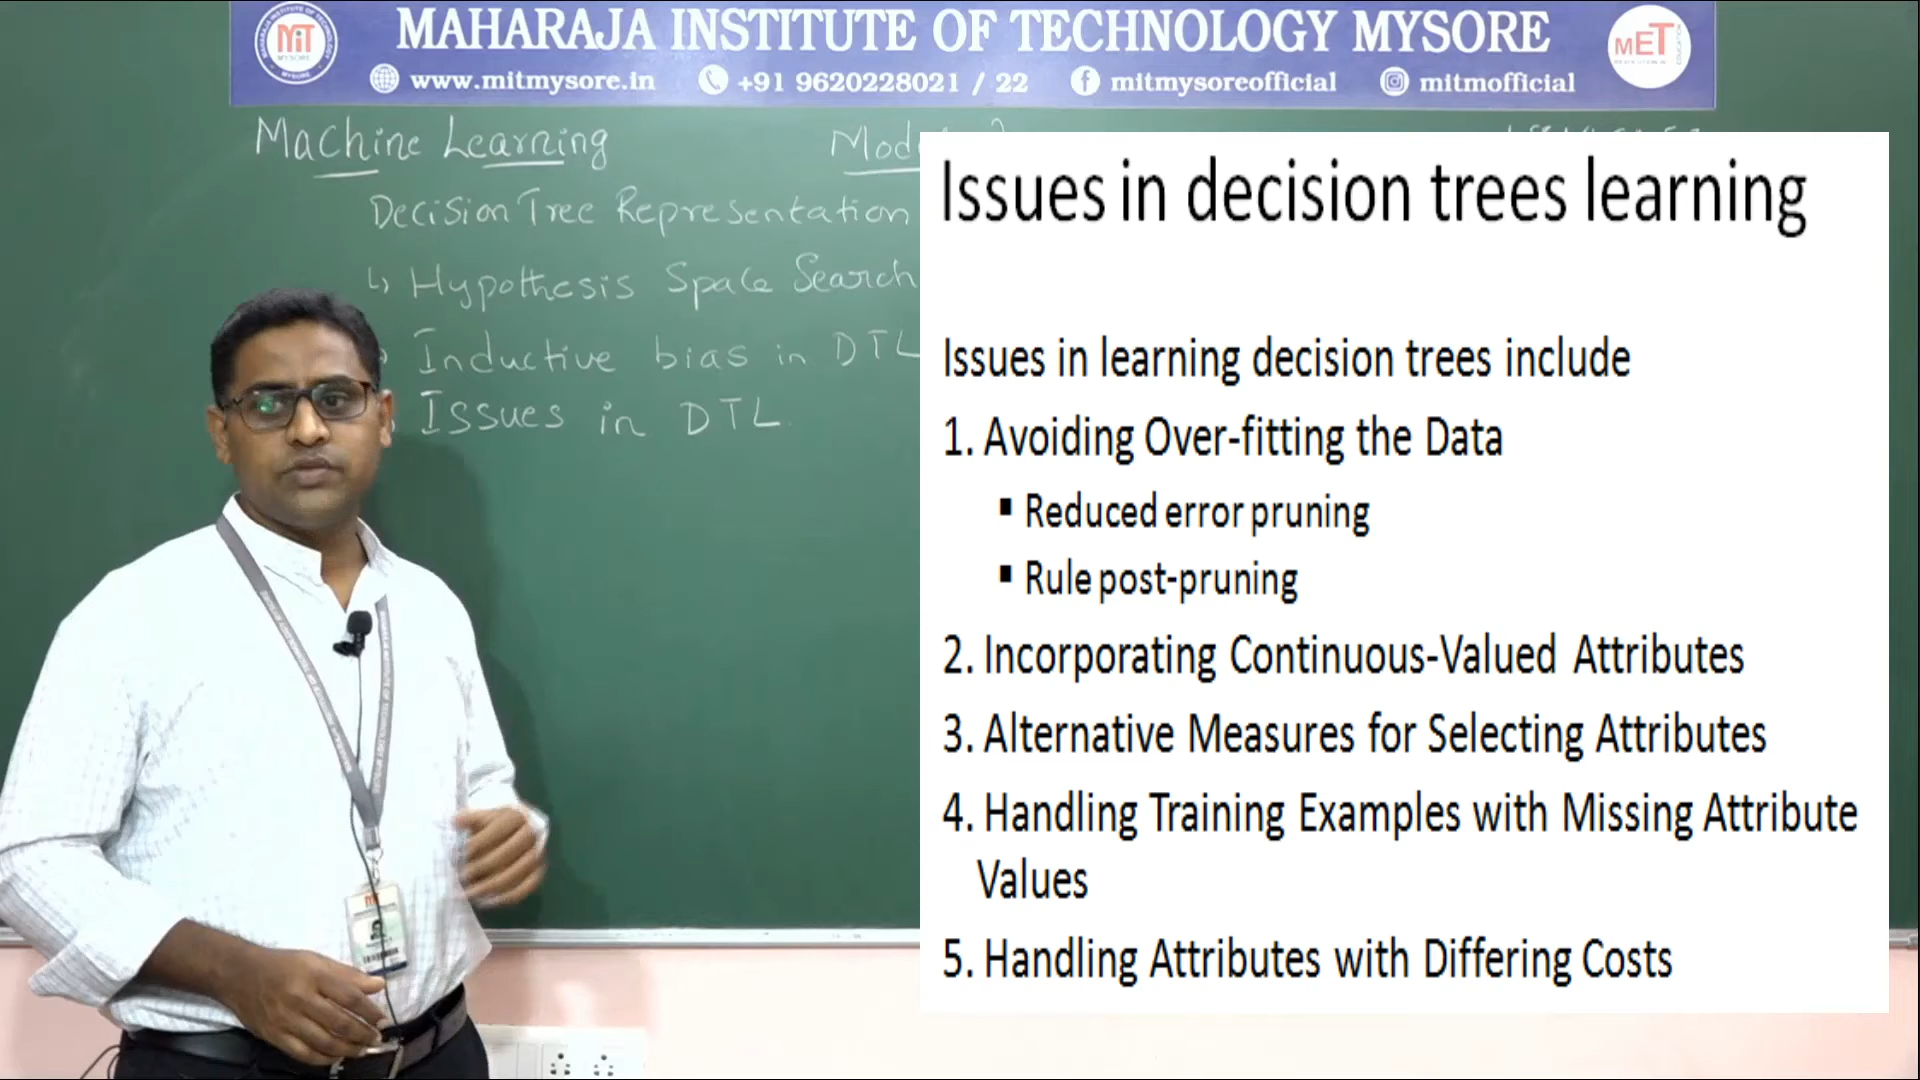 MAHARAJA INSTITUTE OF TECHNOLOGY MYSORE
MiT
MYSORE
MET
www.mitmysore.in +91 9620228021 / 22 mitmysoreofficial mitmofficial
Machine Learning
Decision Tree Representation
↳ Hypothesis Space Search
Inductive bias in DTL
Issues in DTL
Issues in decision trees learning
Issues in learning decision trees include
1. Avoiding Over-fitting the Data
▪ Reduced error pruning
▪ Rule post-pruning
2. Incorporating Continuous-Valued Attributes
3. Alternative Measures for Selecting Attributes
4. Handling Training Examples with Missing Attribute
Values
5. Handling Attributes with Differing Costs